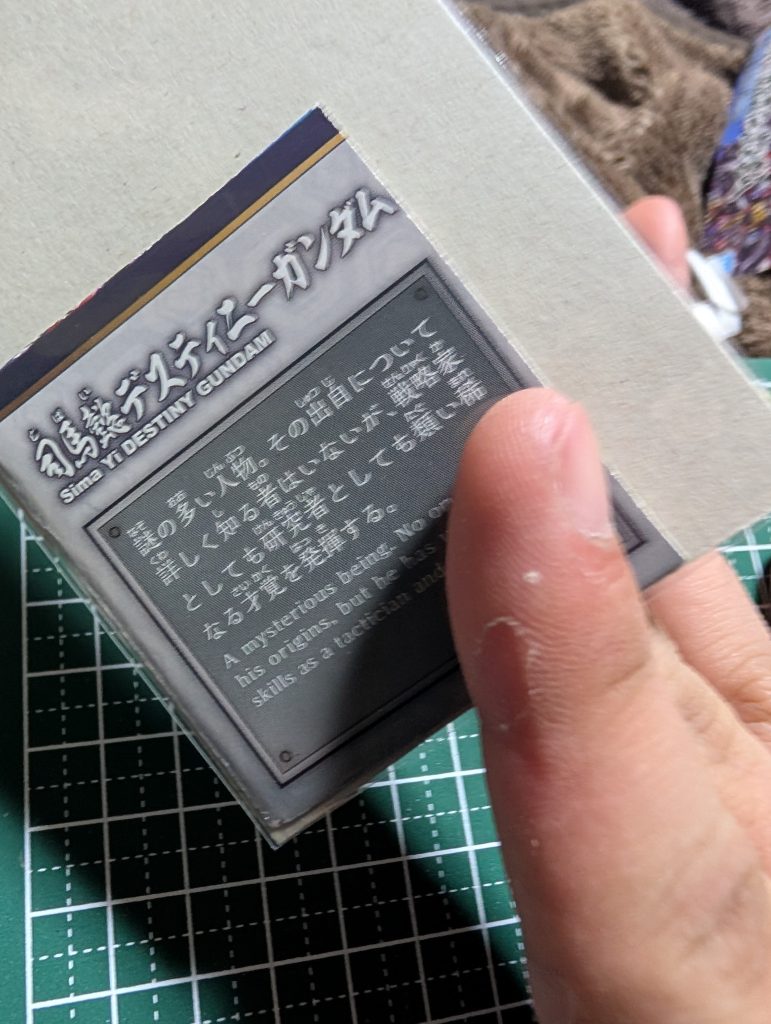 司馬懿デスティニーガンダム
Sima Yi DESTINY GUNDAM
謎の多い人物。その出自について
詳しく知る者はいないが、戦略家
としても研究者としても類い稀
なる才覚を発揮する。
A mysterious being. No
his origins, but he has
skills as a tactician and